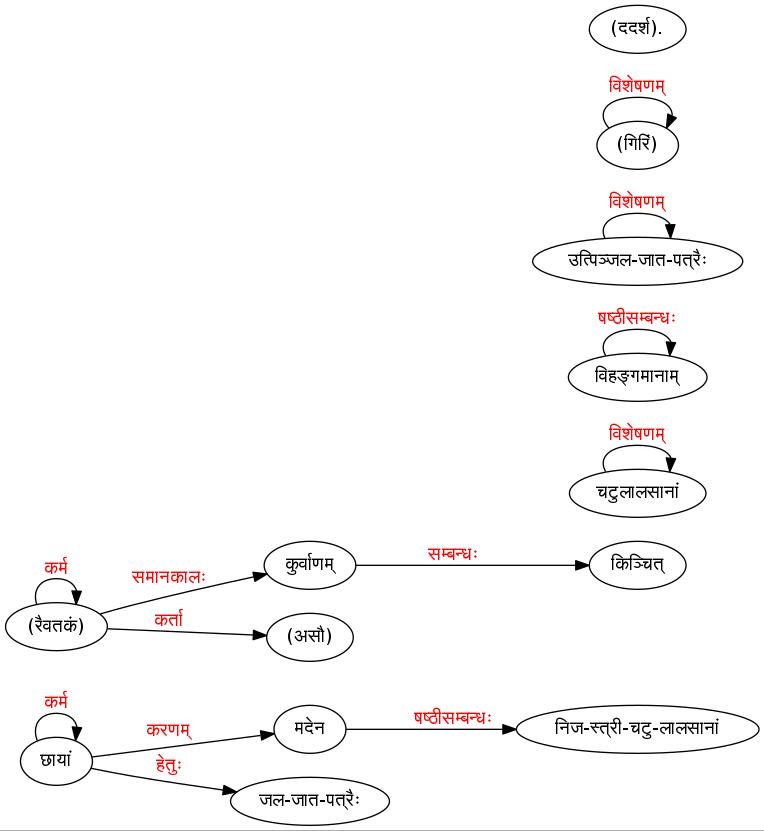 (ददर्श).
विशेषणम्
(गिरिं)
विशेषणम्
उत्पिञ्जल-जात-पत्रैः
षष्ठीसम्बन्धः
विहङ्गमानाम्
विशेषणम्
चटुलालसानां
कर्म
समानकालः
कुर्वाणम्
सम्बन्धः
किञ्चित्
(रैवतकं)
कर्ता
(असौ)
कर्म
करणम्
मदेन
षष्ठीसम्बन्धः
निज-स्त्री-चटु-लालसानां
छायां
हेतुः
जल-जात-पत्रैः